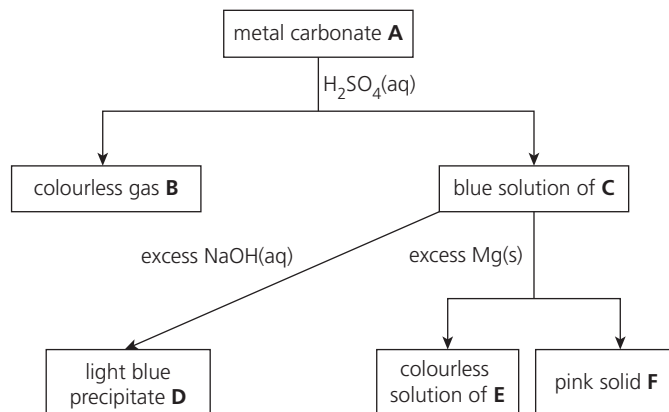 metal carbonate A
H₂SO₄(aq)
colourless gas B
blue solution of C
excess NaOH(aq)
excess Mg(s)
light blue
precipitate D
colourless
solution of E
pink solid F